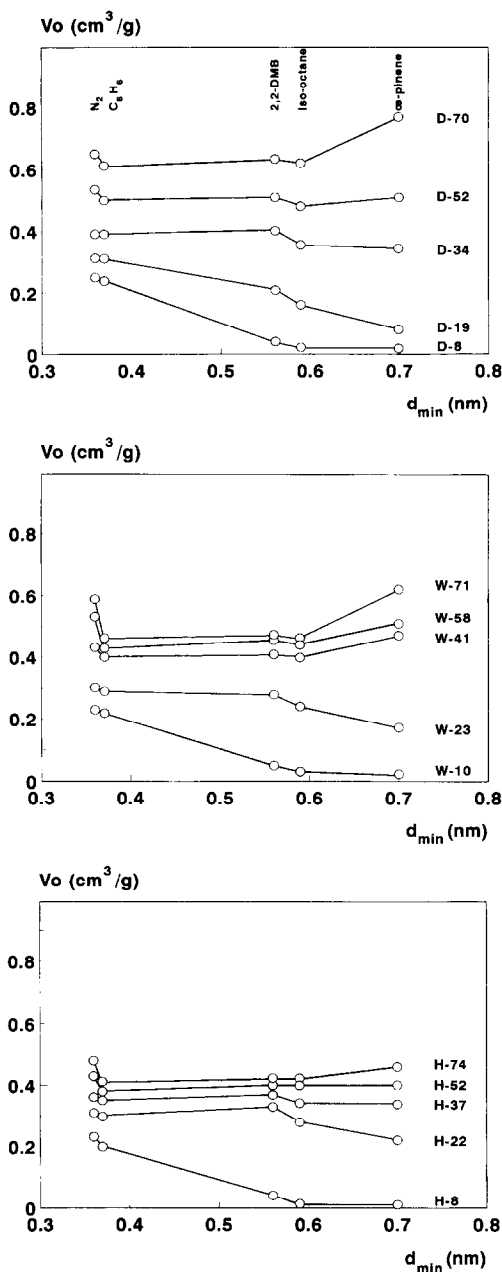 Vo (cm³/g)
N₂
C₆H₆
2,2-DMB
Iso-octane
α-pinene
0.8
0.6
0.4
0.2
0
D-70
D-52
D-34
D-19
D-8
0.3 0.4 0.5 0.6 0.7 0.8
d min (nm)
Vo (cm³/g)
0.8
0.6
0.4
0.2
0
W-71
W-58
W-41
W-23
W-10
0.3 0.4 0.5 0.6 0.7 0.8
d min (nm)
Vo (cm³/g)
0.8
0.6
0.4
0.2
0
H-74
H-52
H-37
H-22
H-8
0.3 0.4 0.5 0.6 0.7 0.8
d min (nm)